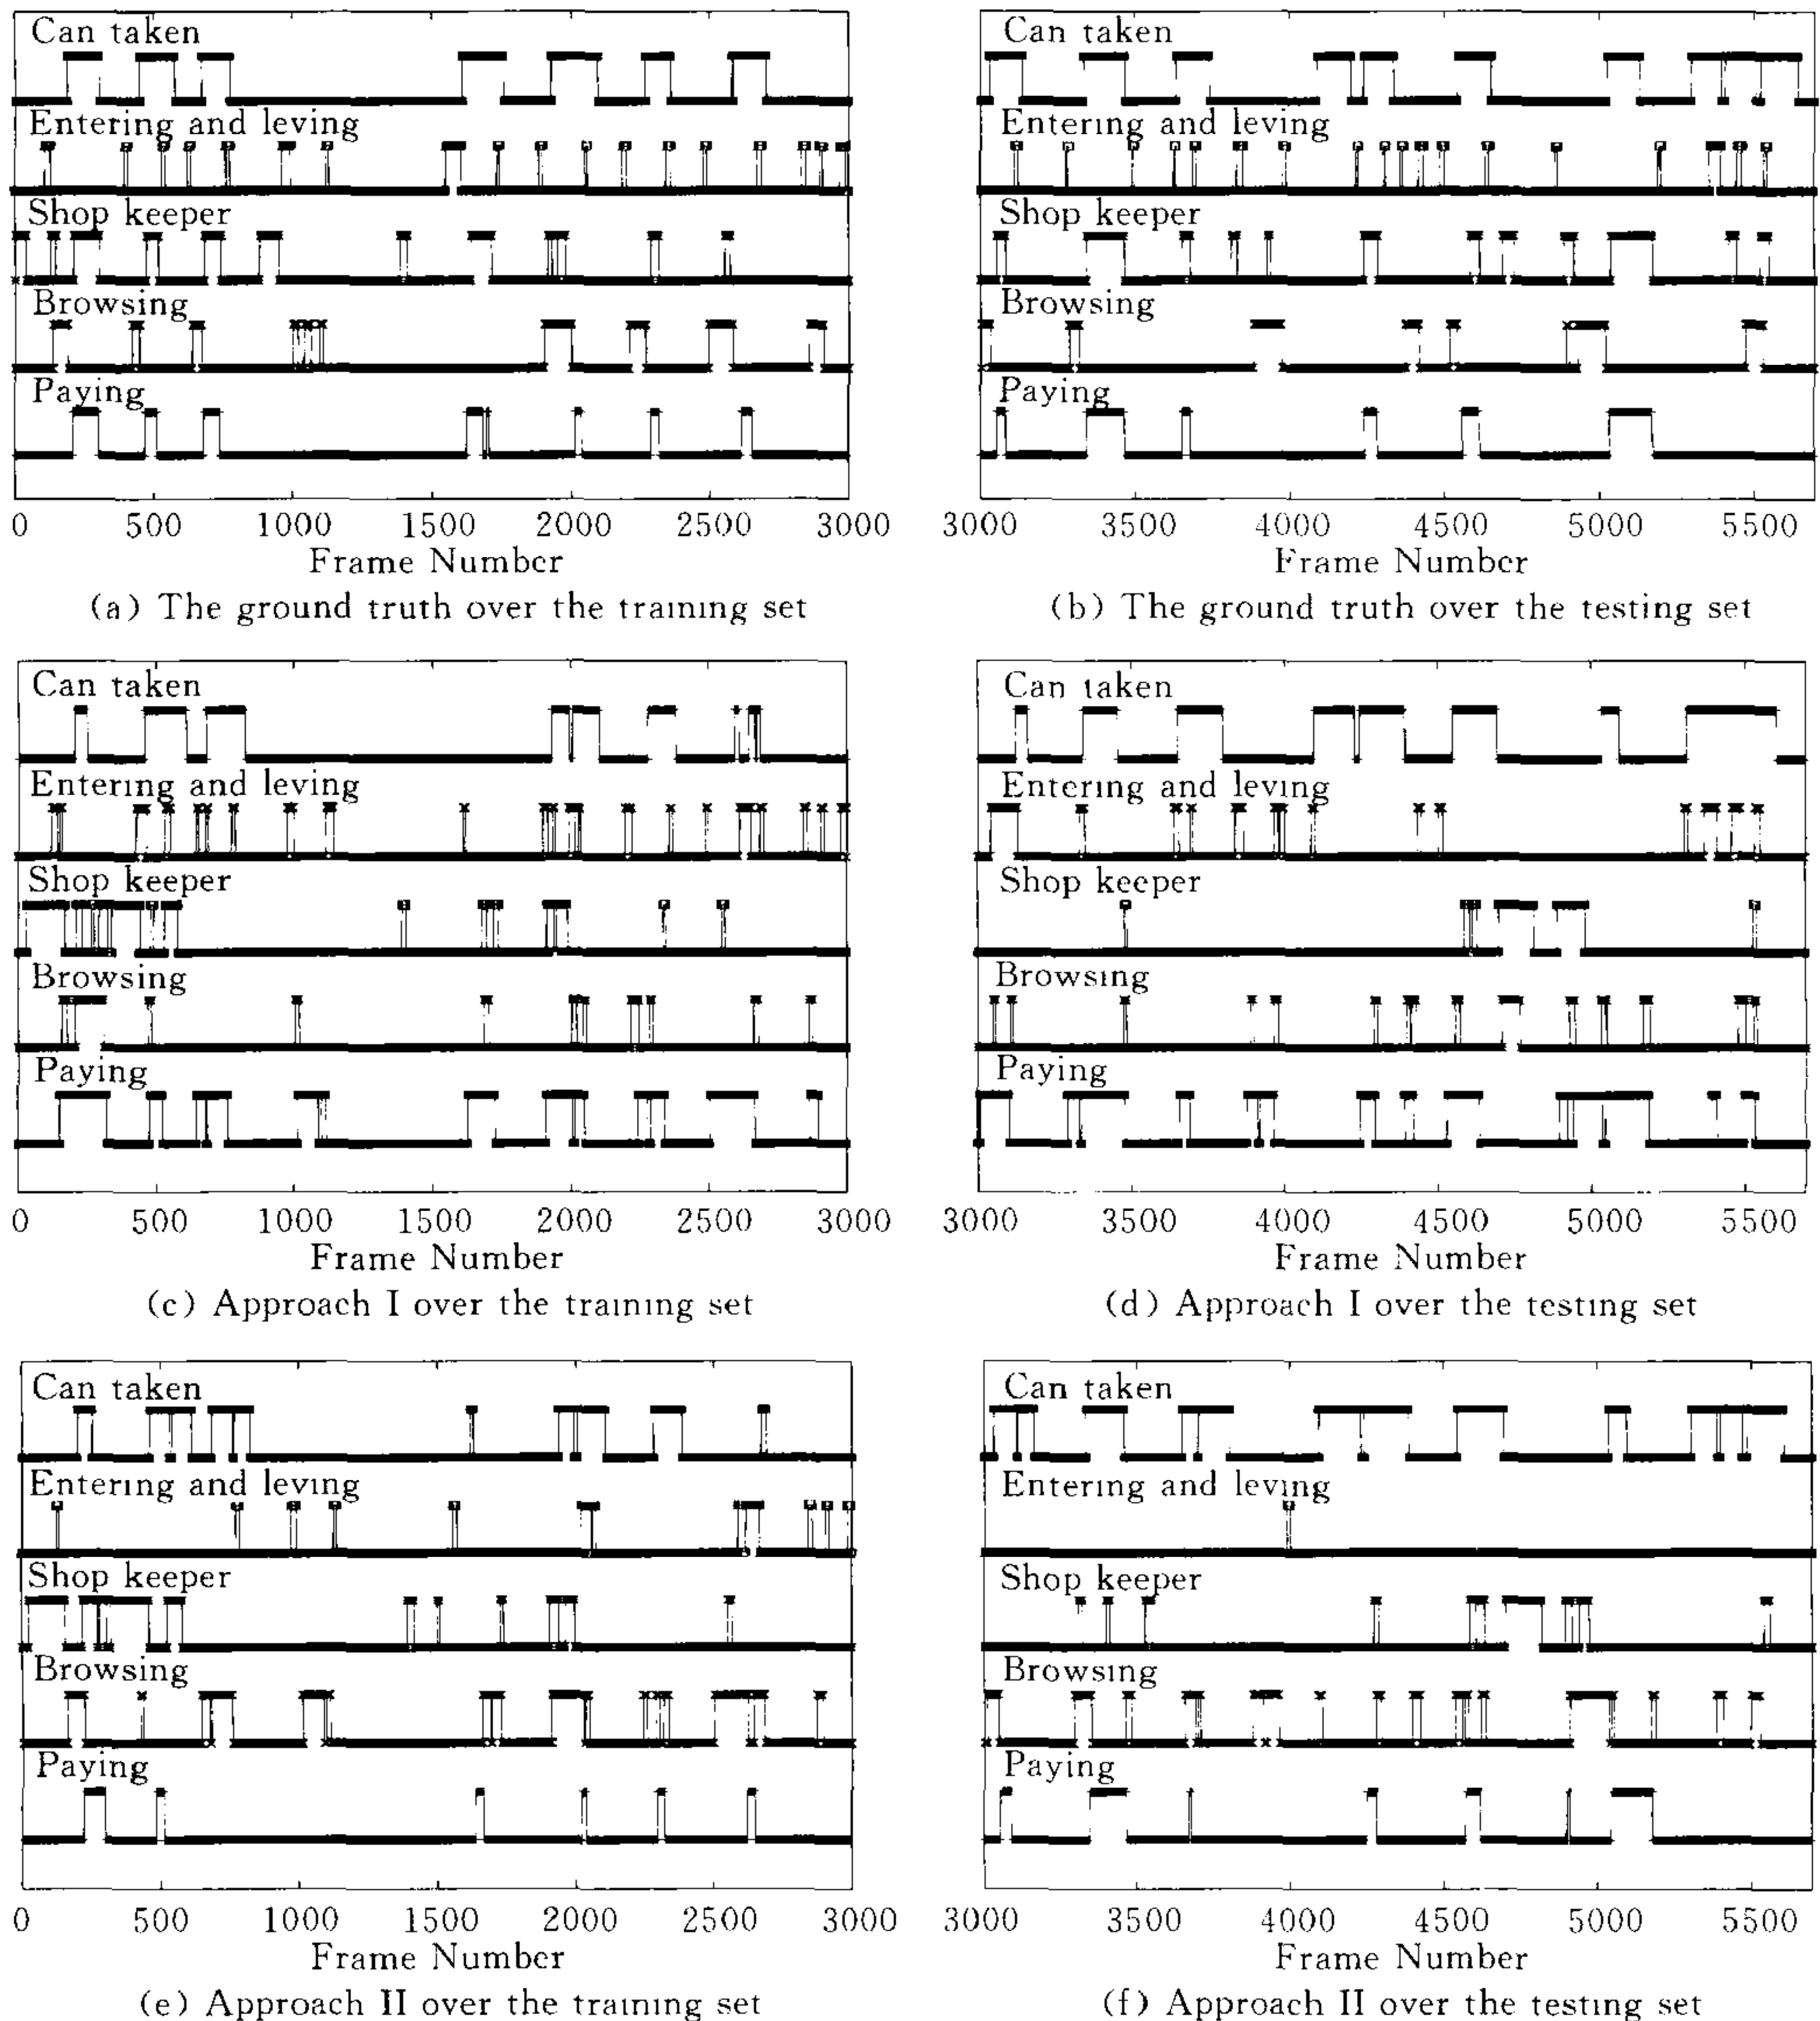 Can taken
Entering and leving
Shop keeper
Browsing
Paying
0 500 1000 1500 2000 2500 3000
Frame Number
(a) The ground truth over the training set
Can taken
Entering and leving
Shop keeper
Browsing
Paying
3000 3500 4000 4500 5000 5500
Frame Number
(b) The ground truth over the testing set
Can taken
Entering and leving
Shop keeper
Browsing
Paying
0 500 1000 1500 2000 2500 3000
Frame Number
(c) Approach I over the training set
Can taken
Entering and leving
Shop keeper
Browsing
Paying
3000 3500 4000 4500 5000 5500
Frame Number
(d) Approach I over the testing set
Can taken
Entering and leving
Shop keeper
Browsing
Paying
0 500 1000 1500 2000 2500 3000
Frame Number
(e) Approach II over the training set
Can taken
Entering and leving
Shop keeper
Browsing
Paying
3000 3500 4000 4500 5000 5500
Frame Number
(f) Approach II over the testing set